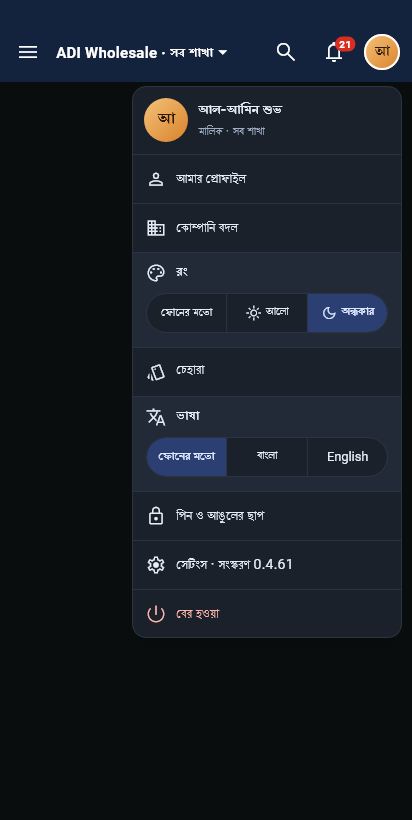 ADI Wholesale · সব শাখা
21
আ
আ
আল-আমিন শুভ
মালিক · সব শাখা
আমার প্রোফাইল
কোম্পানি বদল
রং
ফোনের মতো
আলো
অন্ধকার
চেহারা
ভাষা
ফোনের মতো
বাংলা
English
পিন ও আঙুলের ছাপ
সেটিংস · সংস্করণ 0.4.61
বের হওয়া